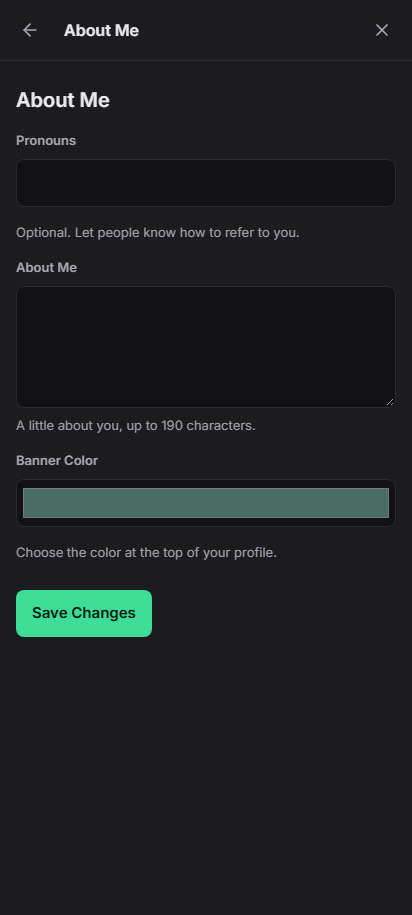 About Me
About Me
Pronouns
Optional. Let people know how to refer to you.
About Me
A little about you, up to 190 characters.
Banner Color
Choose the color at the top of your profile.
Save Changes